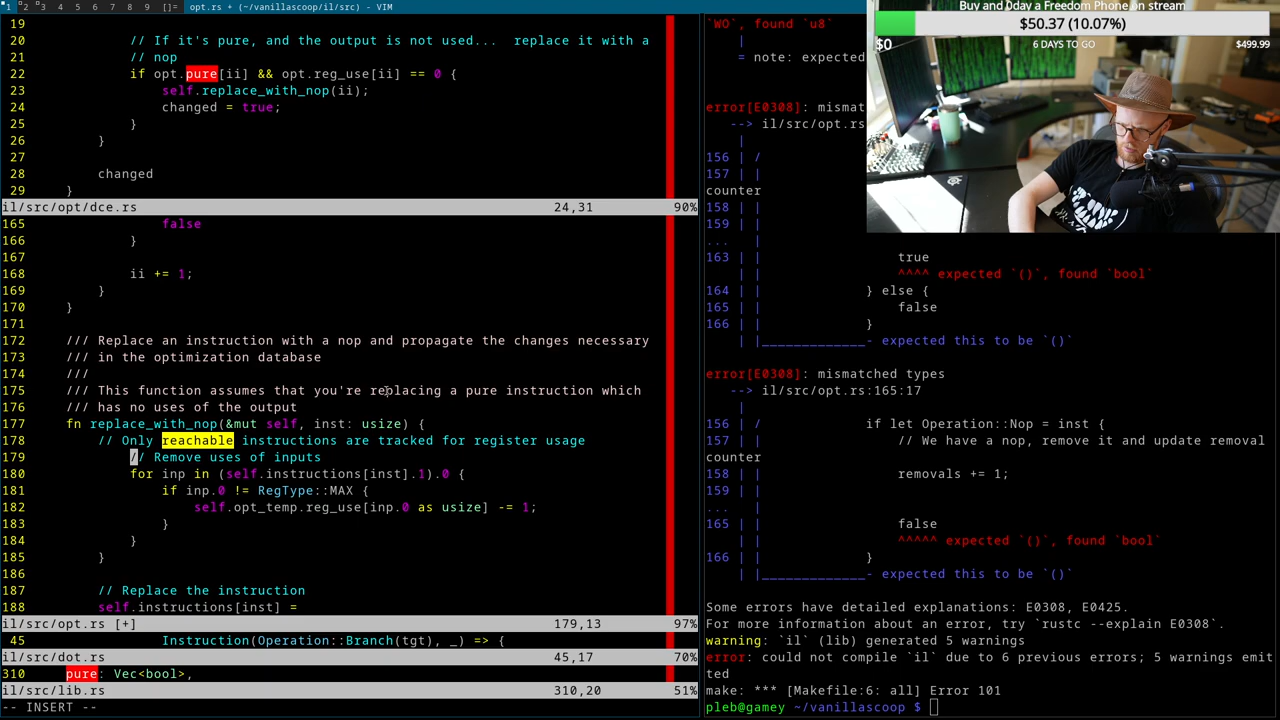 1 2 3 4 5 6 7 8 9 []= opt.rs + (~/vanillascoop/il/src) - VIM
19
20 // If it's pure, and the output is not used... replace it with a
21 // nop
22 if opt.pure[ii] && opt.reg_use[ii] == 0 {
23 self.replace_with_nop(ii);
24 changed = true;
25 }
26 }
27
28 changed
29 }
il/src/opt/dce.rs 24,31 90%
165 false
166 }
167
168 ii += 1;
169 }
170 }
171
172 /// Replace an instruction with a nop and propagate the changes necessary
173 /// in the optimization database
174 ///
175 /// This function assumes that you're replacing a pure instruction which
176 /// has no uses of the output
177 fn replace_with_nop(&mut self, inst: usize) {
178 // Only reachable instructions are tracked for register usage
179 // Remove uses of inputs
180 for inp in (self.instructions[inst].1).0 {
181 if inp.0 != RegType::MAX {
182 self.opt_temp.reg_use[inp.0 as usize] -= 1;
183 }
184 }
185 }
186
187 // Replace the instruction
188 self.instructions[inst] =
il/src/opt.rs [+] 179,13 97%
45 Instruction(Operation::Branch(tgt), _) => {
il/src/dot.rs 45,17 70%
310 pure: Vec<bool>,
il/src/lib.rs 310,20 51%
-- INSERT --
`WO`, found `u8`
|
= note: expected
error[E0308]: mismat
--> il/src/opt.rs
|
156 | /
157 | |
counter
158 | |
159 | |
... |
163 | | true
| | ^^^^ expected `()`, found `bool`
164 | | } else {
165 | | false
166 | | }
| |_____________- expected this to be `()`
error[E0308]: mismatched types
--> il/src/opt.rs:165:17
|
156 | / if let Operation::Nop = inst {
157 | | // We have a nop, remove it and update removal
counter
158 | | removals += 1;
159 | |
... |
165 | | false
| | ^^^^^ expected `()`, found `bool`
166 | | }
| |_____________- expected this to be `()`
Some errors have detailed explanations: E0308, E0425.
For more information about an error, try `rustc --explain E0308`.
warning: `il` (lib) generated 5 warnings
error: could not compile `il` due to 6 previous errors; 5 warnings emit
ted
make: *** [Makefile:6: all] Error 101
pleb@gamey ~/vanillascoop $
Buy and 0day a Freedom Phone on stream
$50.37 (10.07%)
$0 6 DAYS TO GO $499.99